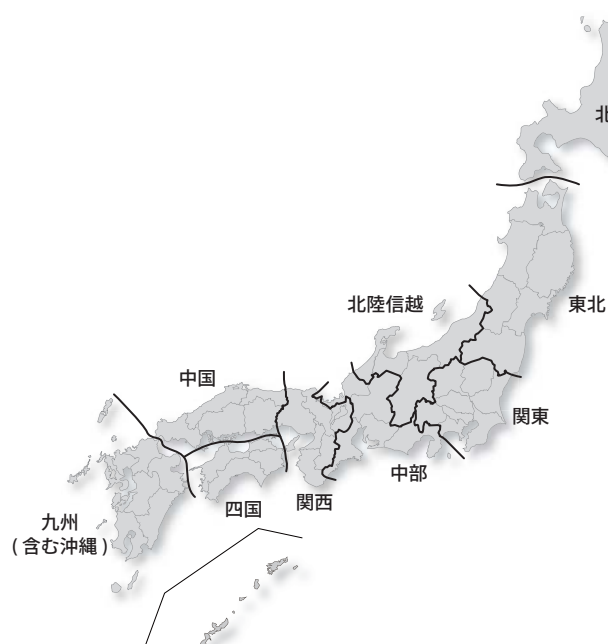 北
東北
北陸信越
中国
関東
中部
関西
四国
九州
(含む沖縄)